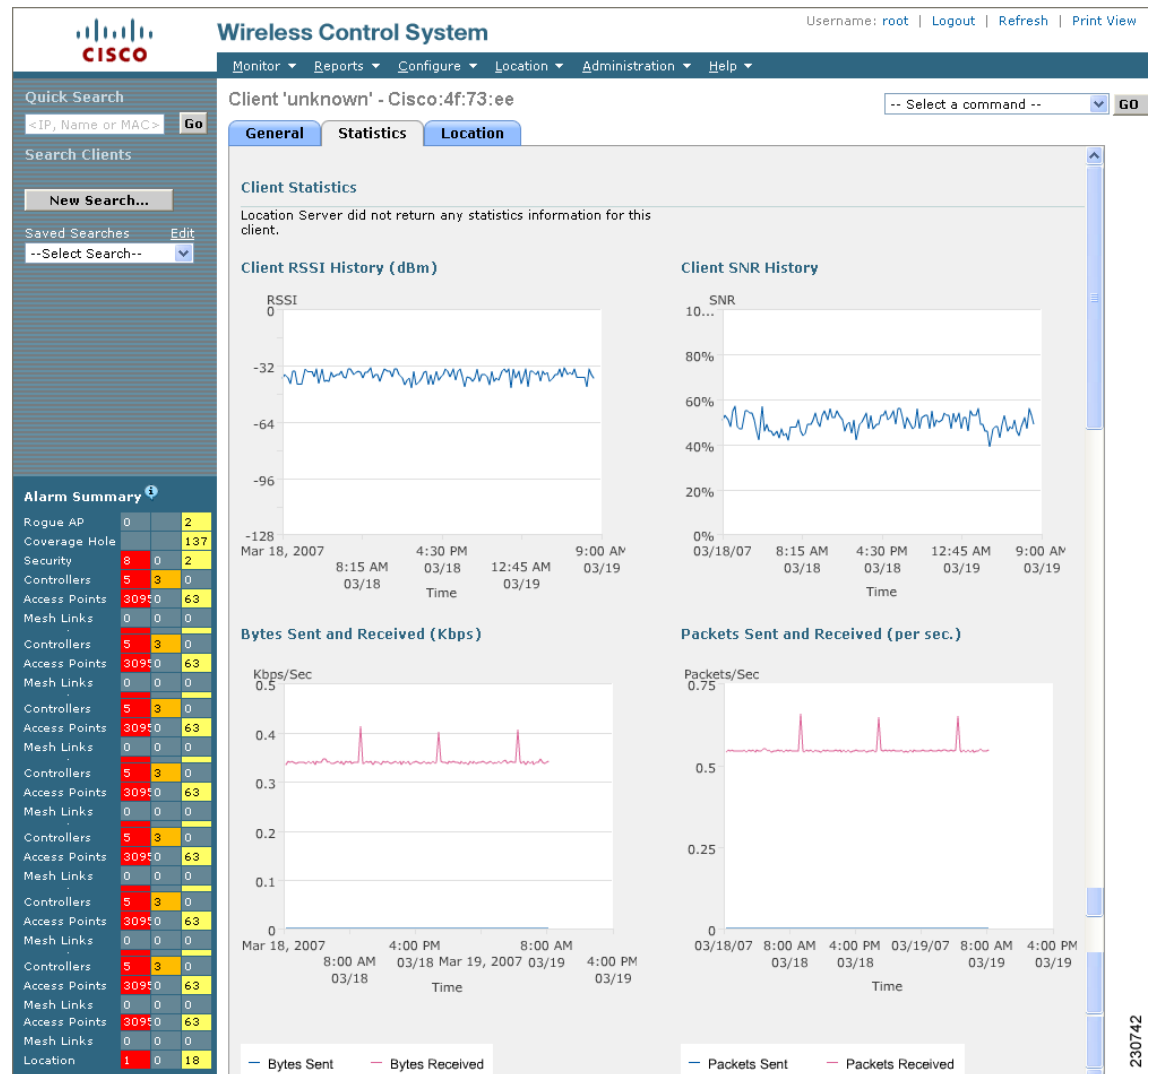 Username: root | Logout | Refresh | Print View
CISCO
Wireless Control System
Monitor Reports Configure Location Administration Help
Quick Search
<IP, Name or MAC> Go
Search Clients
New Search...
Saved Searches Edit
--Select Search--
Client 'unknown' - Cisco:4f:73:ee
-- Select a command -- GO
General Statistics Location
Client Statistics
Location Server did not return any statistics information for this
client.
Client RSSI History (dBm)
RSSI
0
-32
-64
-96
-128
Mar 18, 2007 4:30 PM 9:00 AM
8:15 AM 03/18 12:45 AM 03/19
03/18 03/19
Time
Client SNR History
SNR
10...
80%
60%
40%
20%
0%
03/18/07 8:15 AM 4:30 PM 12:45 AM 9:00 AM
03/18 03/18 03/19 03/19
Time
Bytes Sent and Received (Kbps)
Kbps/Sec
0.5
0.4
0.3
0.2
0.1
0
Mar 18, 2007 4:00 PM 8:00 AM
8:00 AM 03/18 Mar 19, 2007 03/19 4:00 PM
03/18 03/19
Time
Bytes Sent Bytes Received
Packets Sent and Received (per sec.)
Packets/Sec
0.75
0.5
0.25
0
03/18/07 8:00 AM 4:00 PM 03/19/07 8:00 AM 4:00 PM
03/18 03/18 03/19 03/19
Time
Packets Sent Packets Received
Alarm Summary
Rogue AP 0 2
Coverage Hole 137
Security 8 0 2
Controllers 5 3 0
Access Points 3095 0 63
Mesh Links 0 0 0
Controllers 5 3 0
Access Points 3095 0 63
Mesh Links 0 0 0
Controllers 5 3 0
Access Points 3095 0 63
Mesh Links 0 0 0
Controllers 5 3 0
Access Points 3095 0 63
Mesh Links 0 0 0
Controllers 5 3 0
Access Points 3095 0 63
Mesh Links 0 0 0
Controllers 5 3 0
Access Points 3095 0 63
Mesh Links 0 0 0
Controllers 5 3 0
Access Points 3095 0 63
Mesh Links 0 0 0
Access Points 3095 0 63
Mesh Links 0 0 0
Location 1 0 18
230742